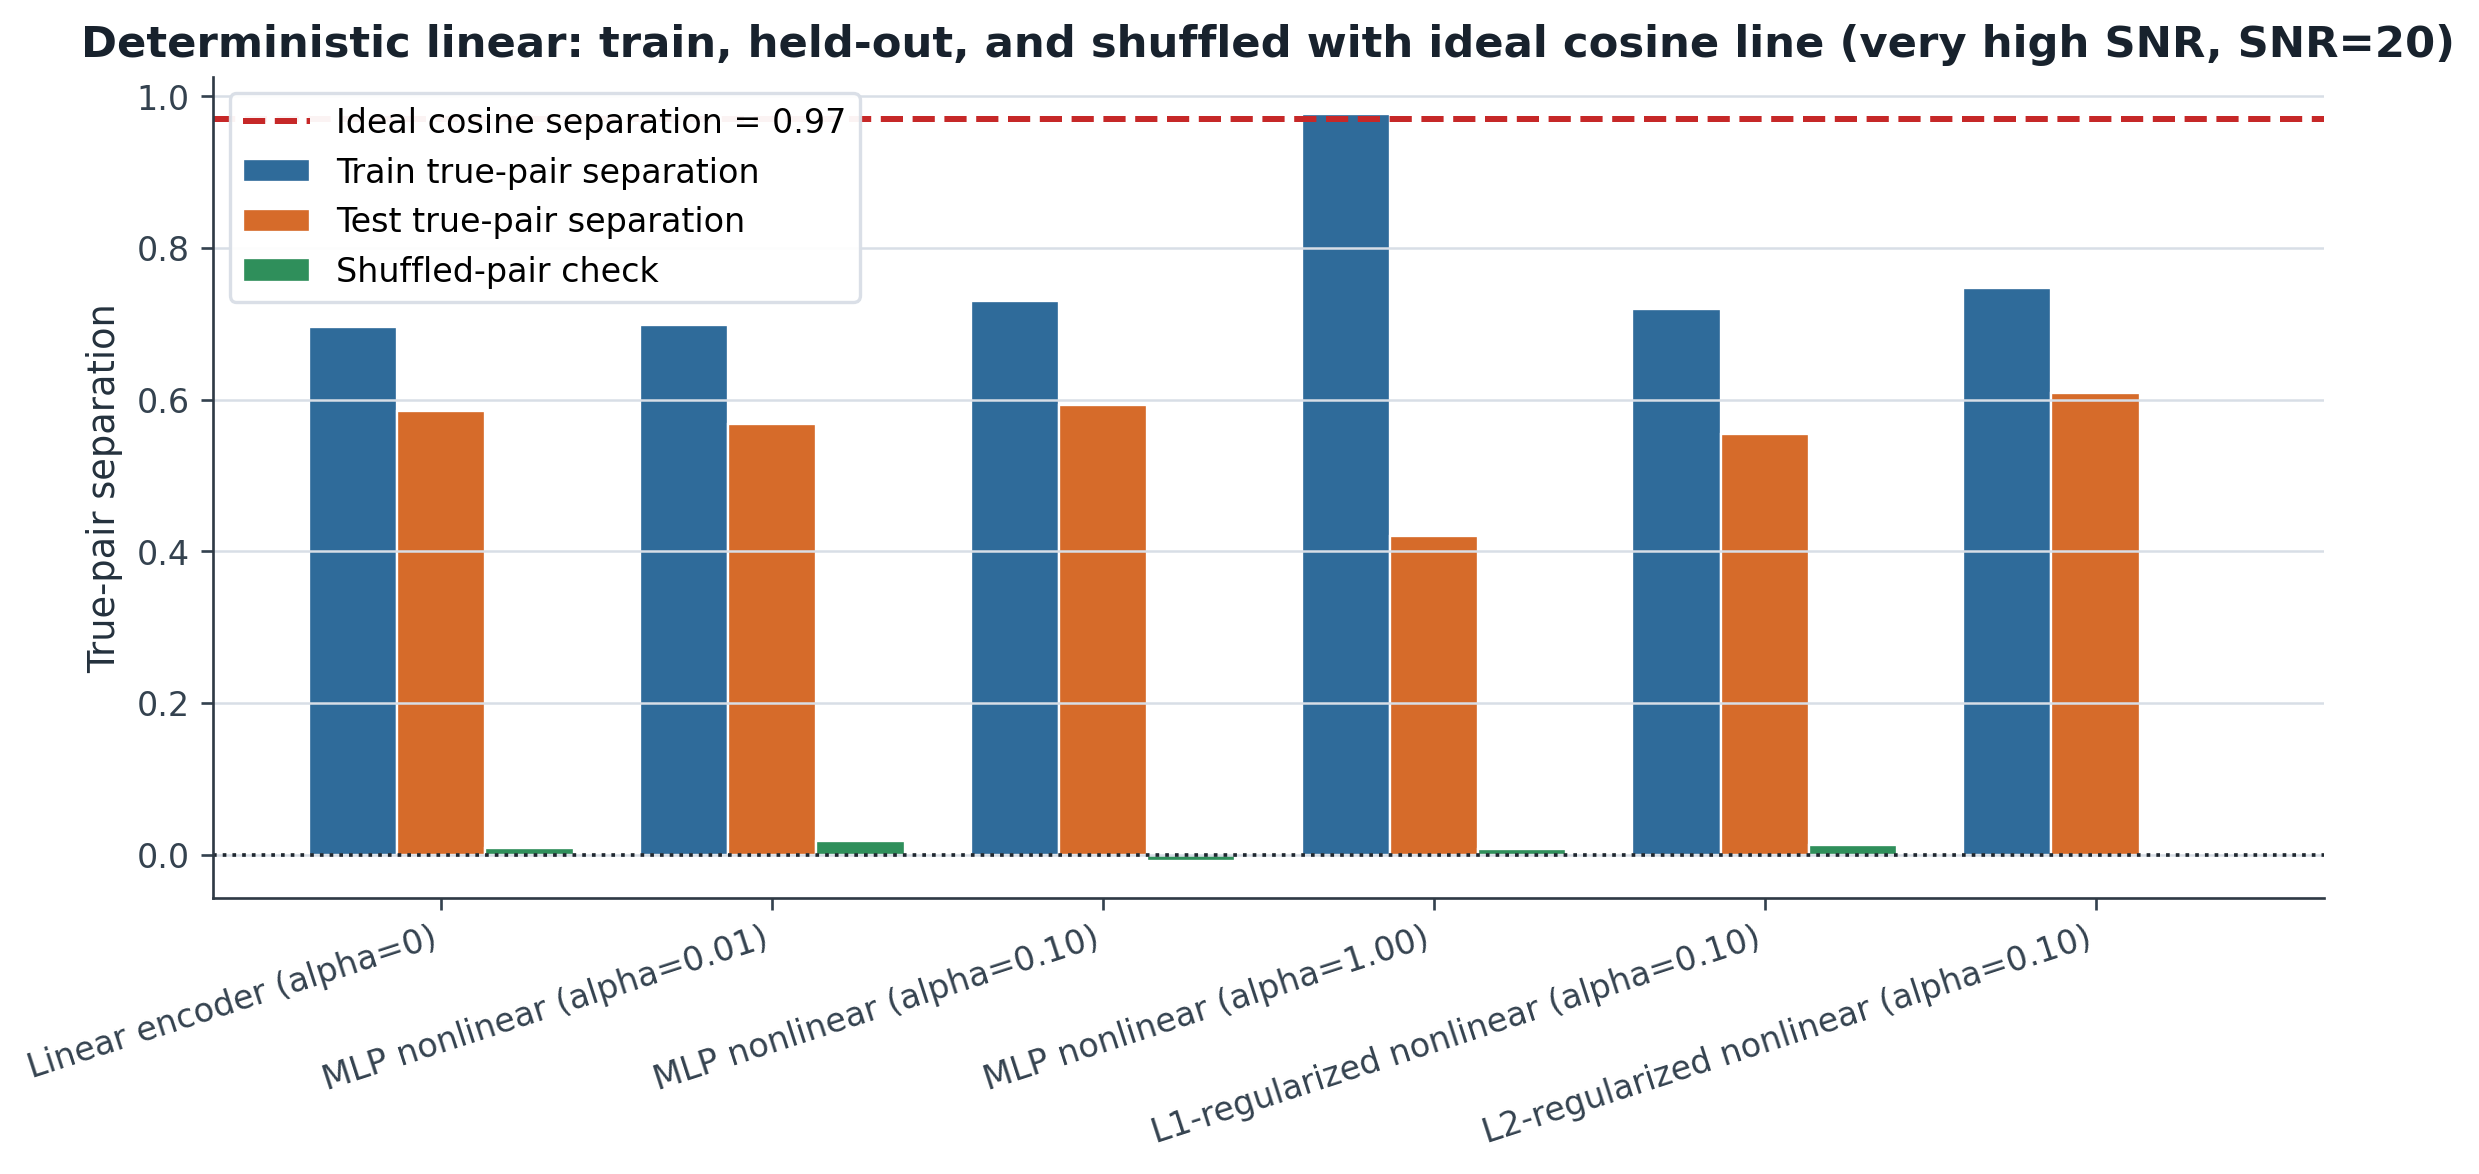 Deterministic linear: train, held-out, and shuffled with ideal cosine line (very high SNR, SNR=20)
Ideal cosine separation = 0.97
Train true-pair separation
Test true-pair separation
Shuffled-pair check
True-pair separation
1.0
0.8
0.6
0.4
0.2
0.0
Linear encoder (alpha=0)
MLP nonlinear (alpha=0.01)
MLP nonlinear (alpha=0.10)
MLP nonlinear (alpha=1.00)
L1-regularized nonlinear (alpha=0.10)
L2-regularized nonlinear (alpha=0.10)